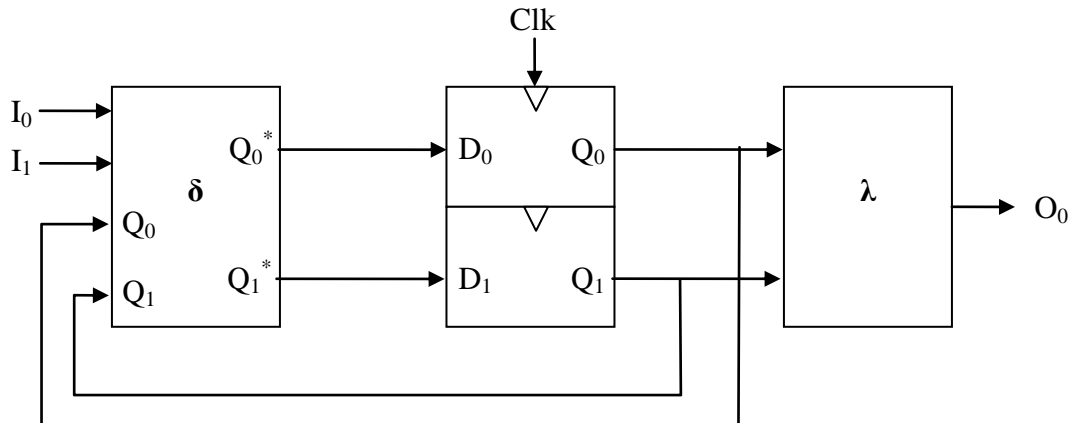 Clk
I₀
I₁
Q₀*
D₀
Q₀
δ
λ
Q₀
O₀
Q₁*
D₁
Q₁
Q₁